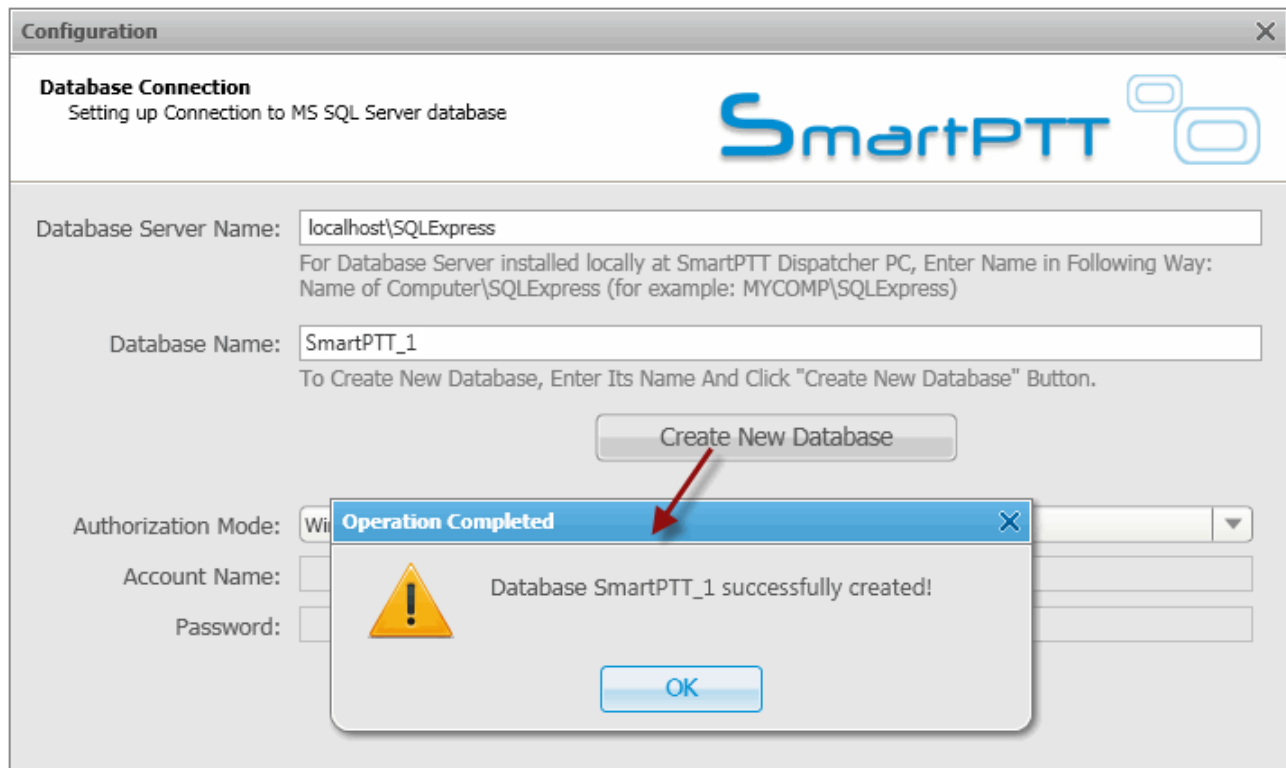 Configuration
Database Connection
Setting up Connection to MS SQL Server database
SmartPTT
Database Server Name: localhost\SQLExpress
For Database Server installed locally at SmartPTT Dispatcher PC, Enter Name in Following Way:
Name of Computer\SQLExpress (for example: MYCOMP\SQLExpress)
Database Name: SmartPTT_1
To Create New Database, Enter Its Name And Click "Create New Database" Button.
Create New Database
Authorization Mode:
Operation Completed
Account Name:
Database SmartPTT_1 successfully created!
Password:
OK